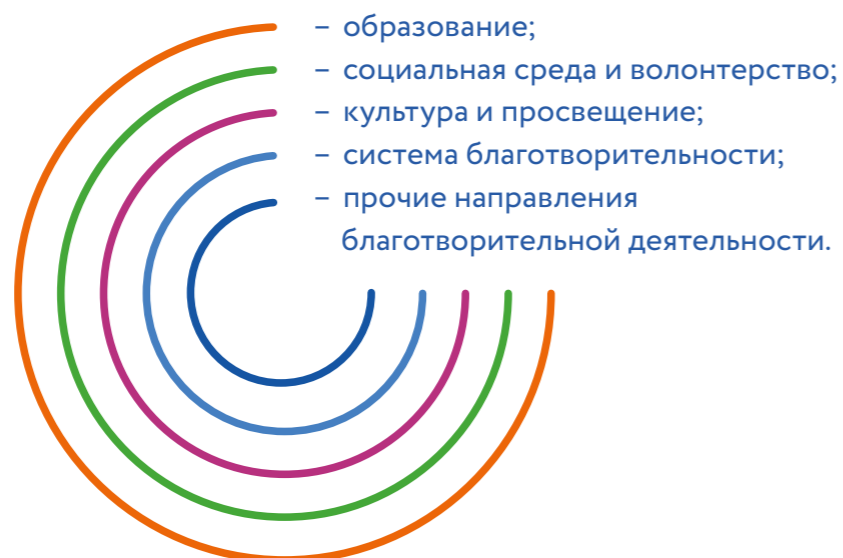 – образование;
– социальная среда и волонтерство;
– культура и просвещение;
– система благотворительности;
– прочие направления
благотворительной деятельности.